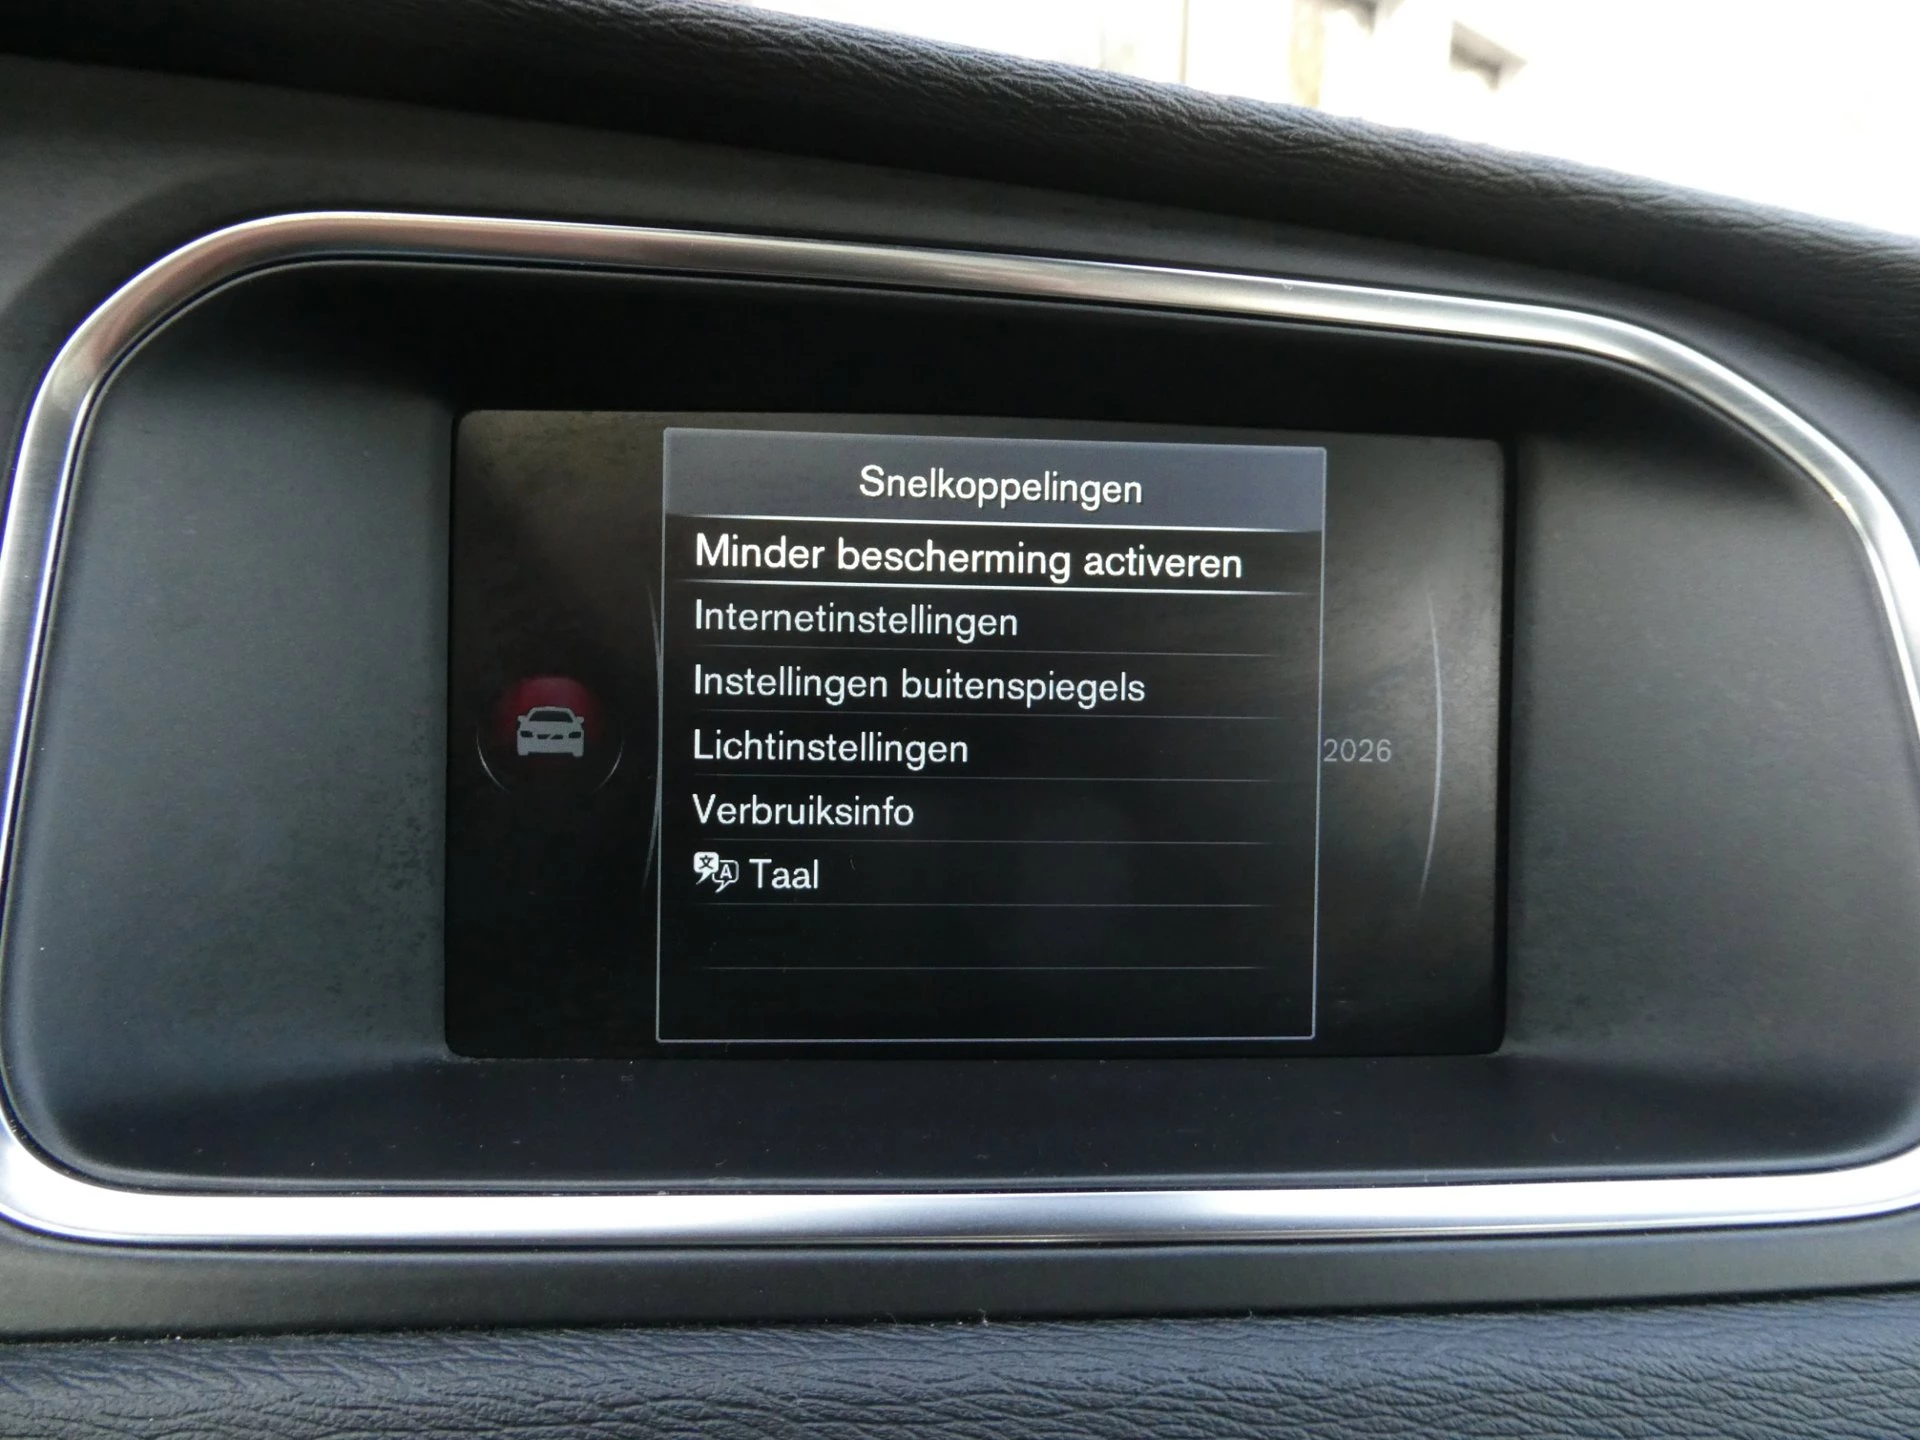 Snelkoppelingen
Minder bescherming activeren
Internetinstellingen
Instellingen buitenspiegels
Lichtinstellingen
2026
Verbruiksinfo
Taal